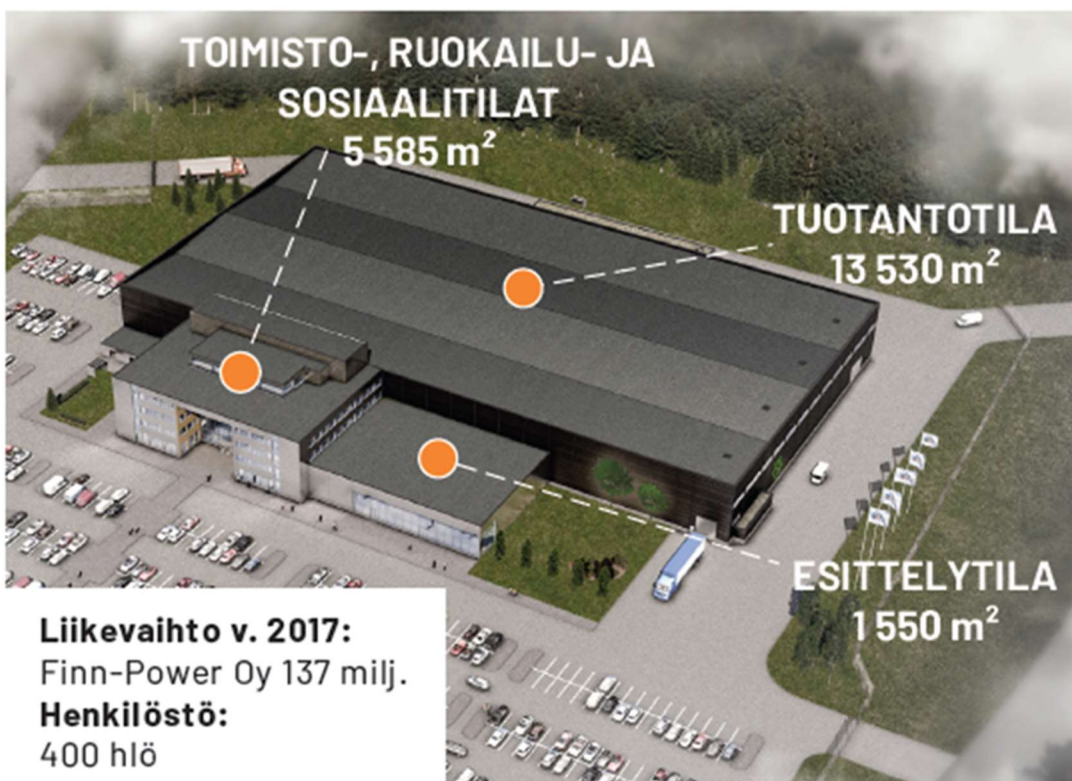 TOIMISTO-, RUOKAILU- JA
SOSIAALITILAT
5 585 m²
TUOTANTOTILA
13 530 m²
ESITTELYTILA
1 550 m²
Liikevaihto v. 2017:
Finn-Power Oy 137 milj.
Henkilöstö:
400 hlö